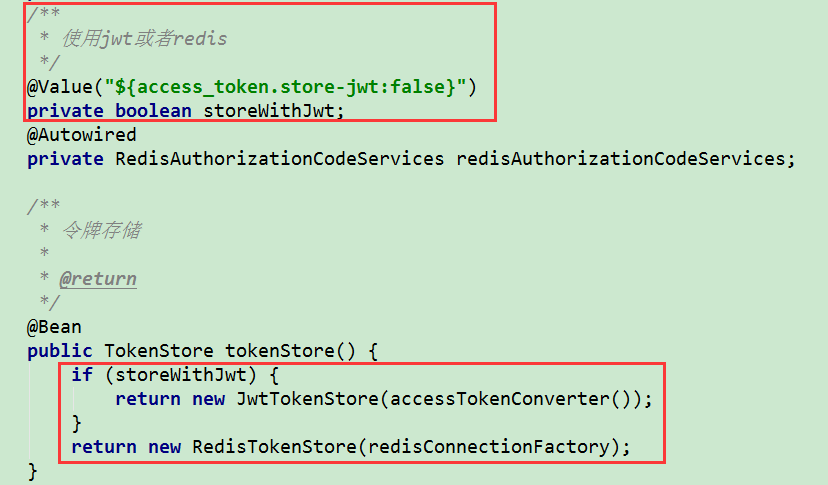 /**
 * 使用jwt或者redis
 */
@Value("${access_token.store-jwt:false}")
private boolean storeWithJwt;
@Autowired
private RedisAuthorizationCodeServices redisAuthorizationCodeServices;
/**
 * 令牌存储
 *
 * @return
 */
@Bean
public TokenStore tokenStore() {
    if (storeWithJwt) {
        return new JwtTokenStore(accessTokenConverter());
    }
    return new RedisTokenStore(redisConnectionFactory);
}